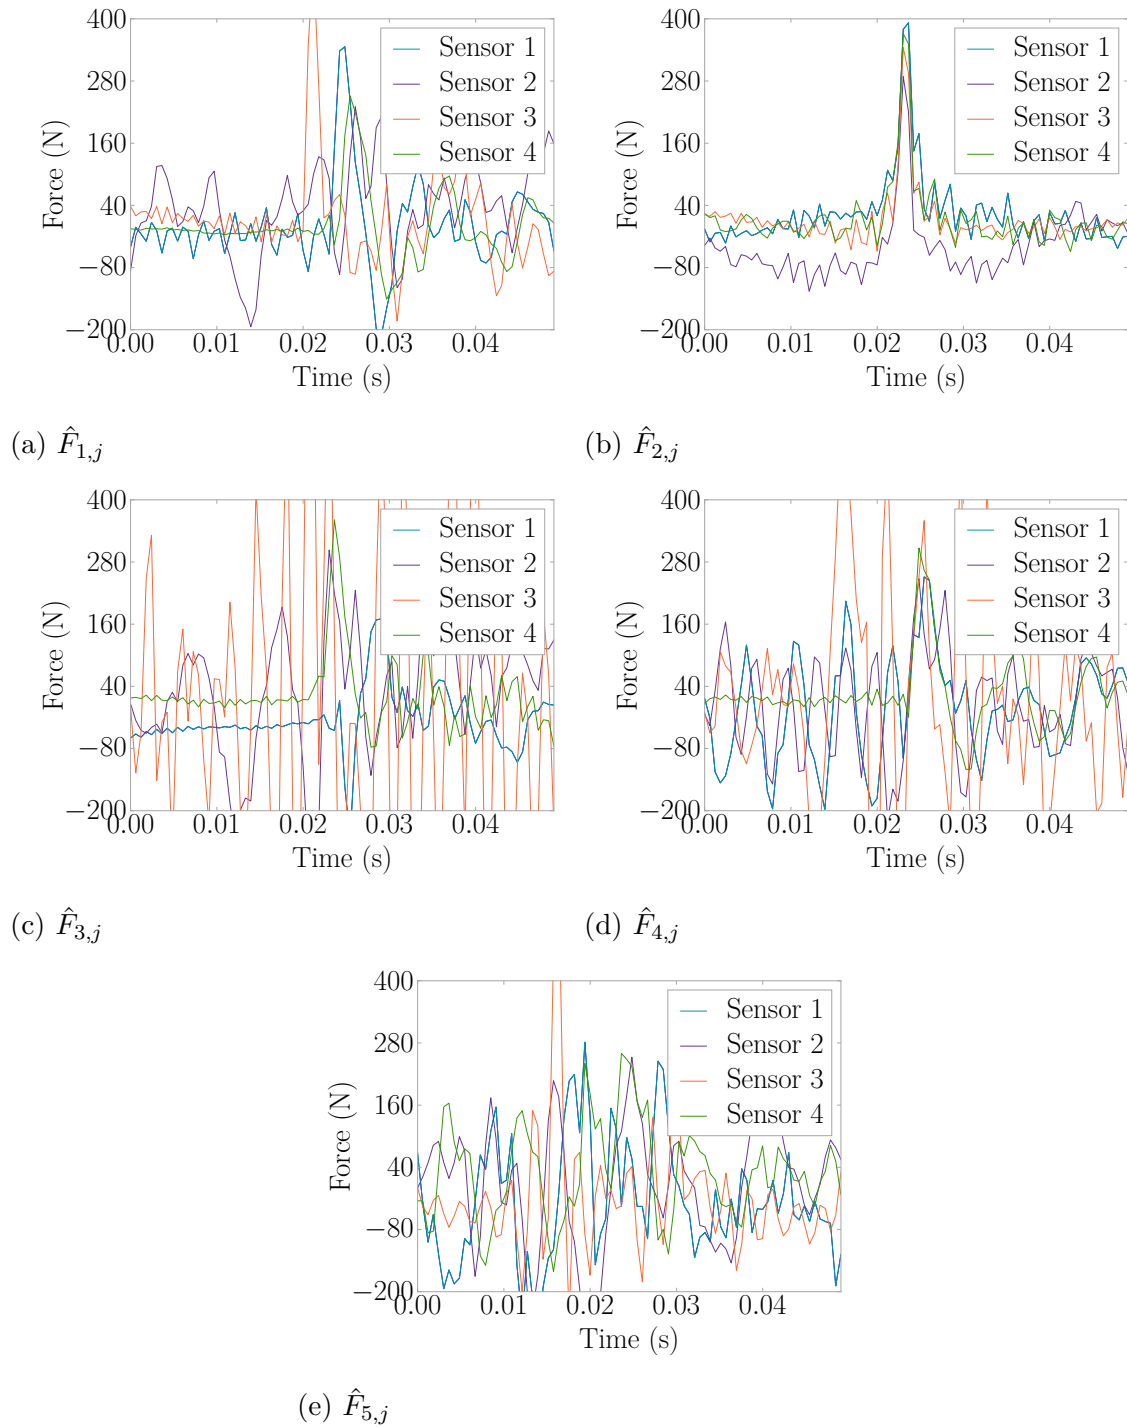 400
280
160
40
−80
−200
Force (N)
0.00 0.01 0.02 0.03 0.04
Time (s)
Sensor 1
Sensor 2
Sensor 3
Sensor 4
(a) F̂1,j
400
280
160
40
−80
−200
Force (N)
0.00 0.01 0.02 0.03 0.04
Time (s)
Sensor 1
Sensor 2
Sensor 3
Sensor 4
(b) F̂2,j
400
280
160
40
−80
−200
Force (N)
0.00 0.01 0.02 0.03 0.04
Time (s)
Sensor 1
Sensor 2
Sensor 3
Sensor 4
(c) F̂3,j
400
280
160
40
−80
−200
Force (N)
0.00 0.01 0.02 0.03 0.04
Time (s)
Sensor 1
Sensor 2
Sensor 3
Sensor 4
(d) F̂4,j
400
280
160
40
−80
−200
Force (N)
0.00 0.01 0.02 0.03 0.04
Time (s)
Sensor 1
Sensor 2
Sensor 3
Sensor 4
(e) F̂5,j